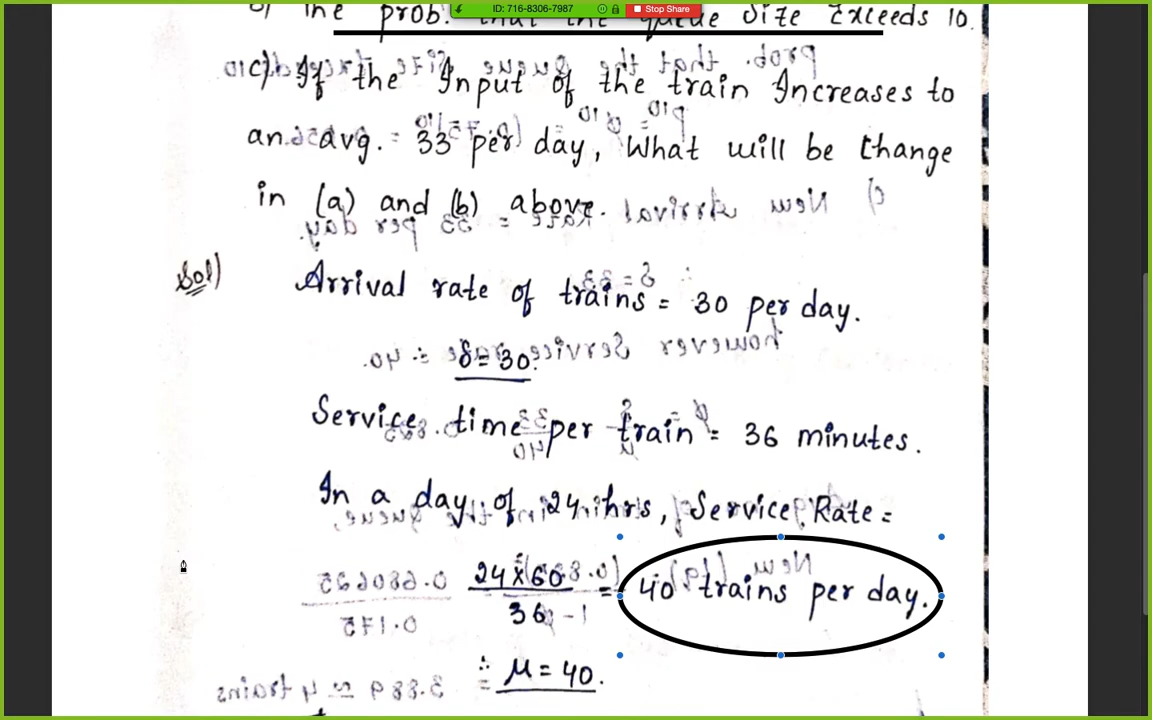 ID: 716-8306-7987 Stop Share
the prob. that the queue size exceeds 10.
c) If the Input of the train Increases to
an avg. = 33 per day, What will be Change
in (a) and (b) above.
Sol) Arrival rate of trains = 30 per day.
= 30.
Service time per train = 36 minutes.
In a day of 24 hrs, Service Rate =
24 x 60 = 40 trains per day.
36
∴ μ = 40.